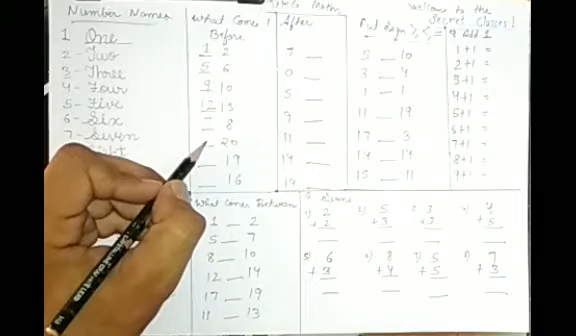 UKG Maths
Welcome to the
Secret Classes !
Number Names
1 One
2 - Two
3 - Three
4 - Four
5 - Five
6 - Six
7 - Seven
What Comes !
Before
1 2
5 6
9 10
12 13
_ 8
_ 20
_ 19
_ 16
After
7 _
0 _
5 _
9 _
11 _
14 _
19
Put sign >, <, =
5 _ 10
3 _ 4
1 _ 1
11 _ 19
17 _ 3
14 _ 14
15 _ 11
Add 1
1+1 =
2+1 =
3+1 =
4+1 =
5+1 =
6+1 =
7+1 =
8+1 =
9+1 =
What Comes Between
1 _ 2
5 _ 7
8 _ 10
12 _ 14
17 _ 19
11 _ 13
Sums
1) 2 5 3 4
+2 +3 +2 +5
5) 6 8 5 7
+3 +4 +5 +3